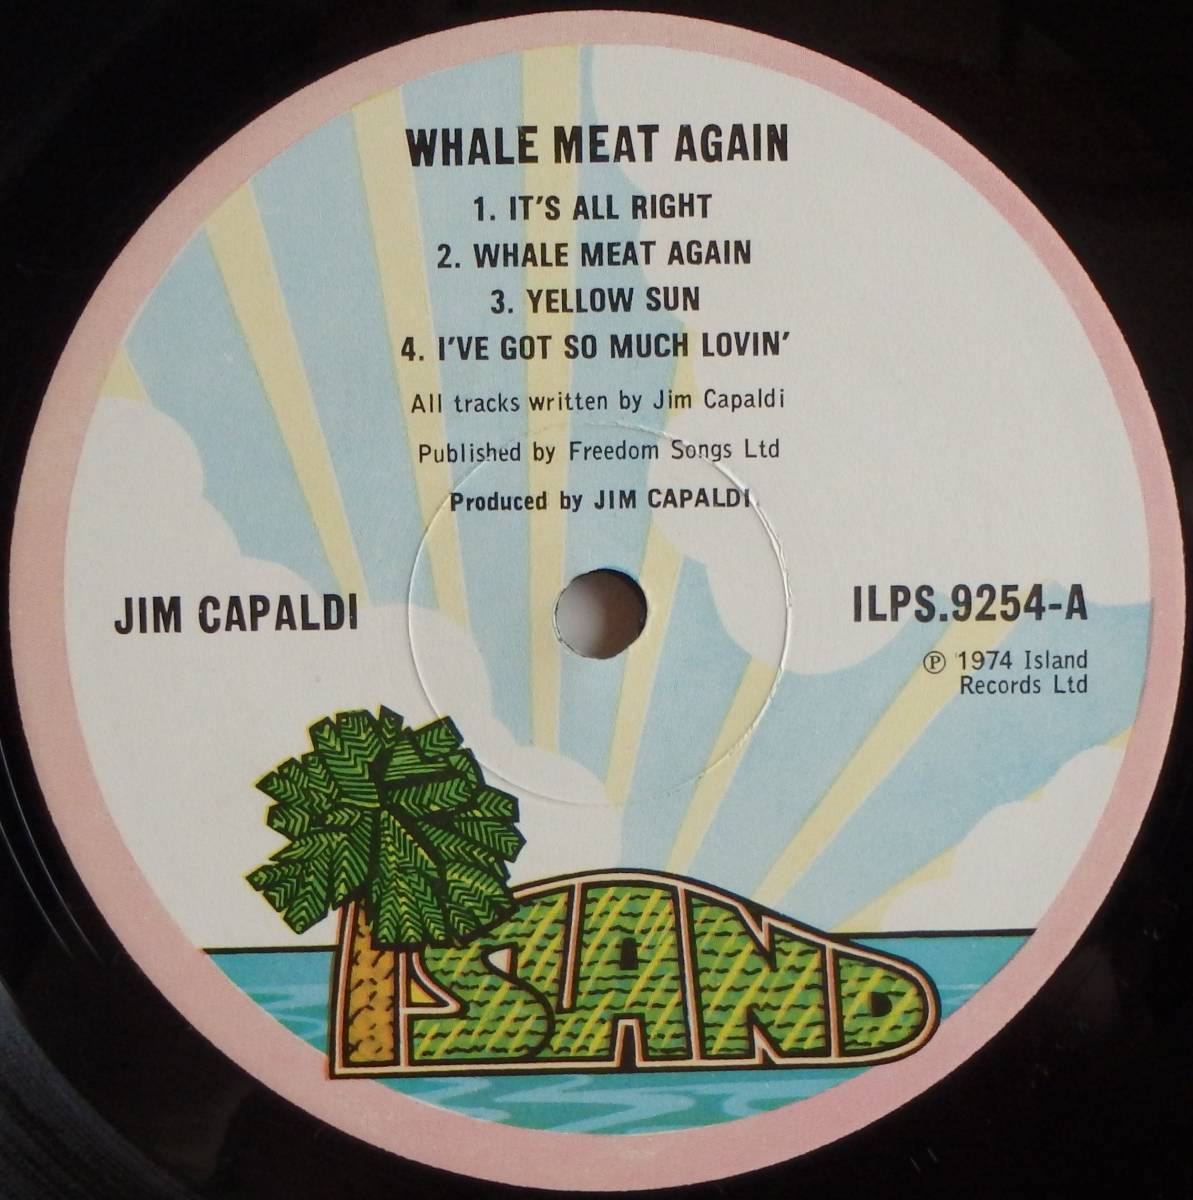 WHALE MEAT AGAIN
1. IT'S ALL RIGHT
2. WHALE MEAT AGAIN
3. YELLOW SUN
4. I'VE GOT SO MUCH LOVIN'
All tracks written by Jim Capaldi
Published by Freedom Songs Ltd
Produced by JIM CAPALDI.
JIM CAPALDI
ILPS.9254-A
Ⓟ 1974 Island
Records Ltd
ISLAND